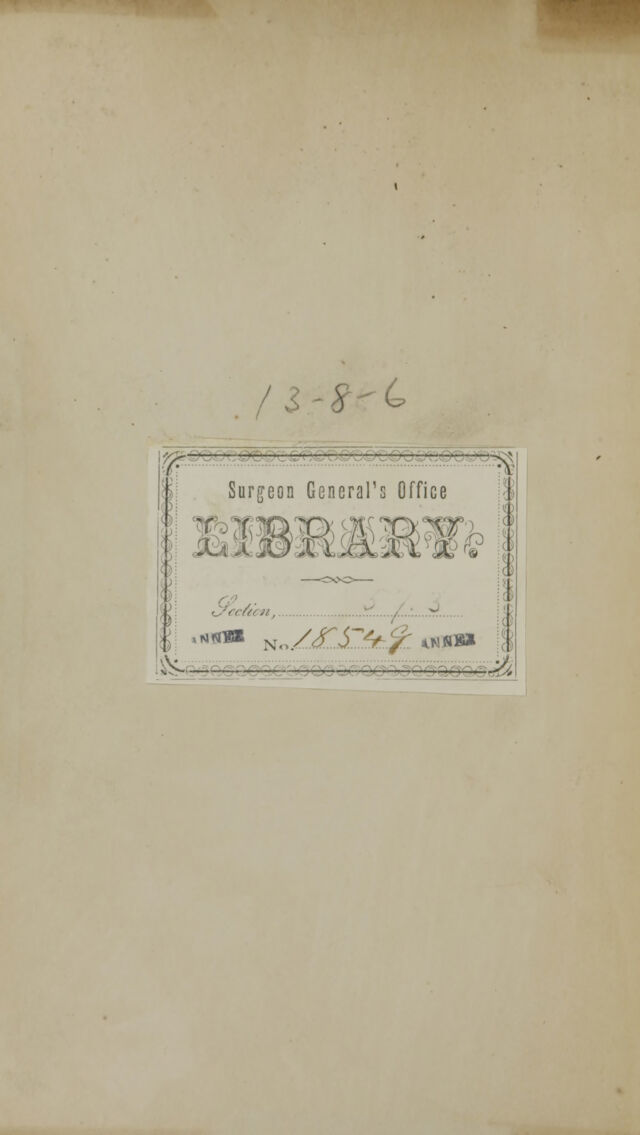 13-8-6
Surgeon General's Office
LIBRARY.
Section,
ANNEX No. 18549 ANNEX